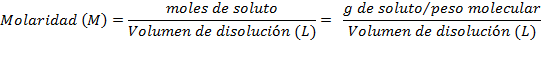 Molaridad (M) = moles de soluto / Volumen de disolución (L) = g de soluto/peso molecular / Volumen de disolución (L)